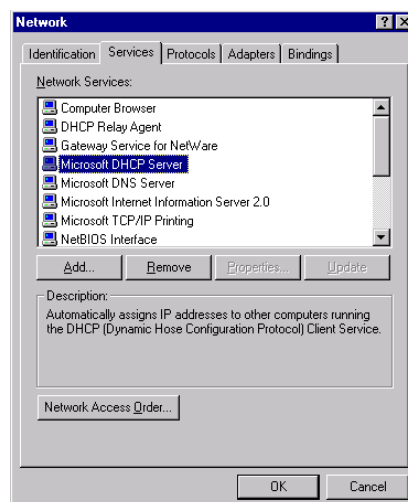 Network
Identification Services Protocols Adapters Bindings
Network Services:
Computer Browser
DHCP Relay Agent
Gateway Service for NetWare
Microsoft DHCP Server
Microsoft DNS Server
Microsoft Internet Information Server 2.0
Microsoft TCP/IP Printing
NetBIOS Interface
Add... Remove Properties... Update
Description:
Automatically assigns IP addresses to other computers running
the DHCP (Dynamic Hose Configuration Protocol) Client Service.
Network Access Order...
OK Cancel